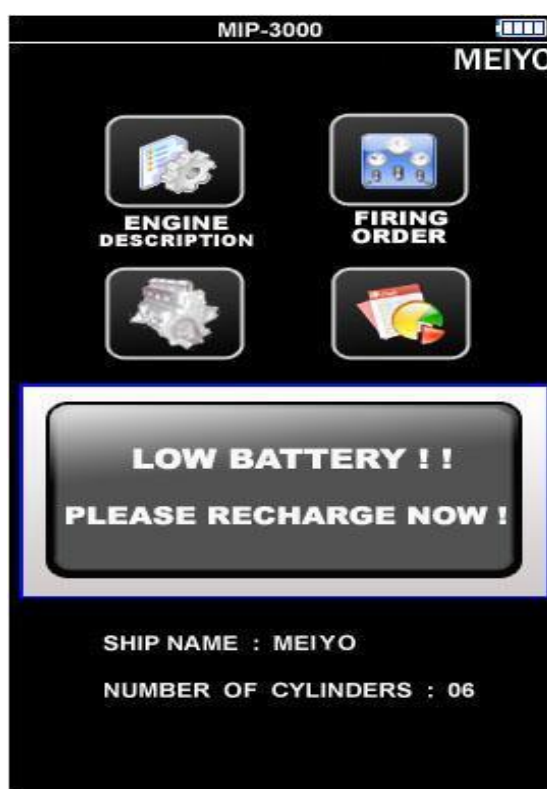 MIP-3000
MEIYO
ENGINE
DESCRIPTION
FIRING
ORDER
LOW BATTERY ! !
PLEASE RECHARGE NOW !
SHIP NAME : MEIYO
NUMBER OF CYLINDERS : 06